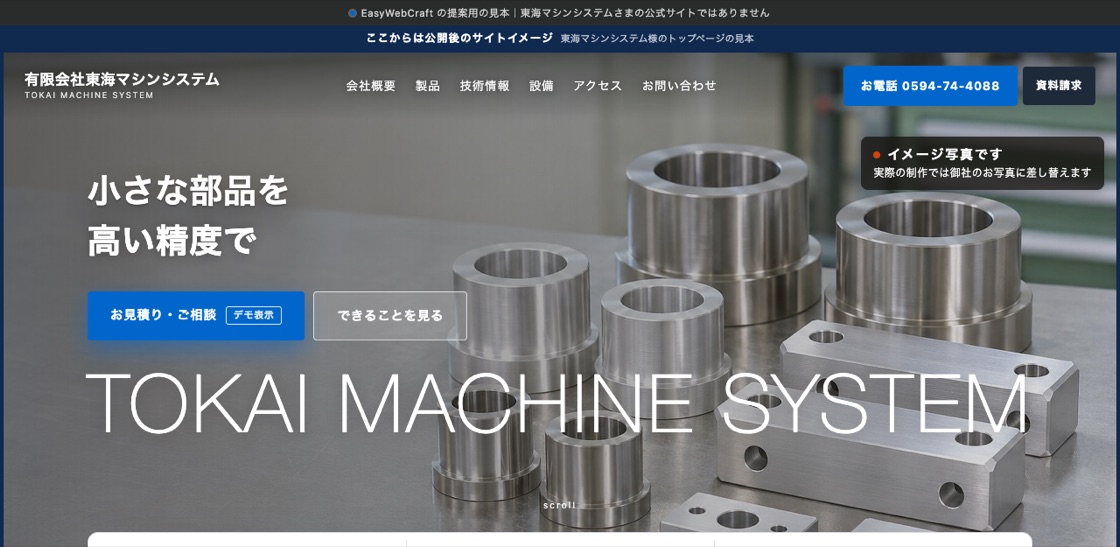 EasyWebCraft の提案用の見本｜東海マシンシステムさまの公式サイトではありません
ここからは公開後のサイトイメージ 東海マシンシステム様のトップページの見本
有限会社東海マシンシステム
TOKAI MACHINE SYSTEM
会社概要 製品 技術情報 設備 アクセス お問い合わせ
お電話 0594-74-4088
資料請求
イメージ写真です
実際の制作では御社のお写真に差し替えます
小さな部品を
高い精度で
お見積り・ご相談 デモ表示
できることを見る
TOKAI MACHINE SYSTEM
scroll